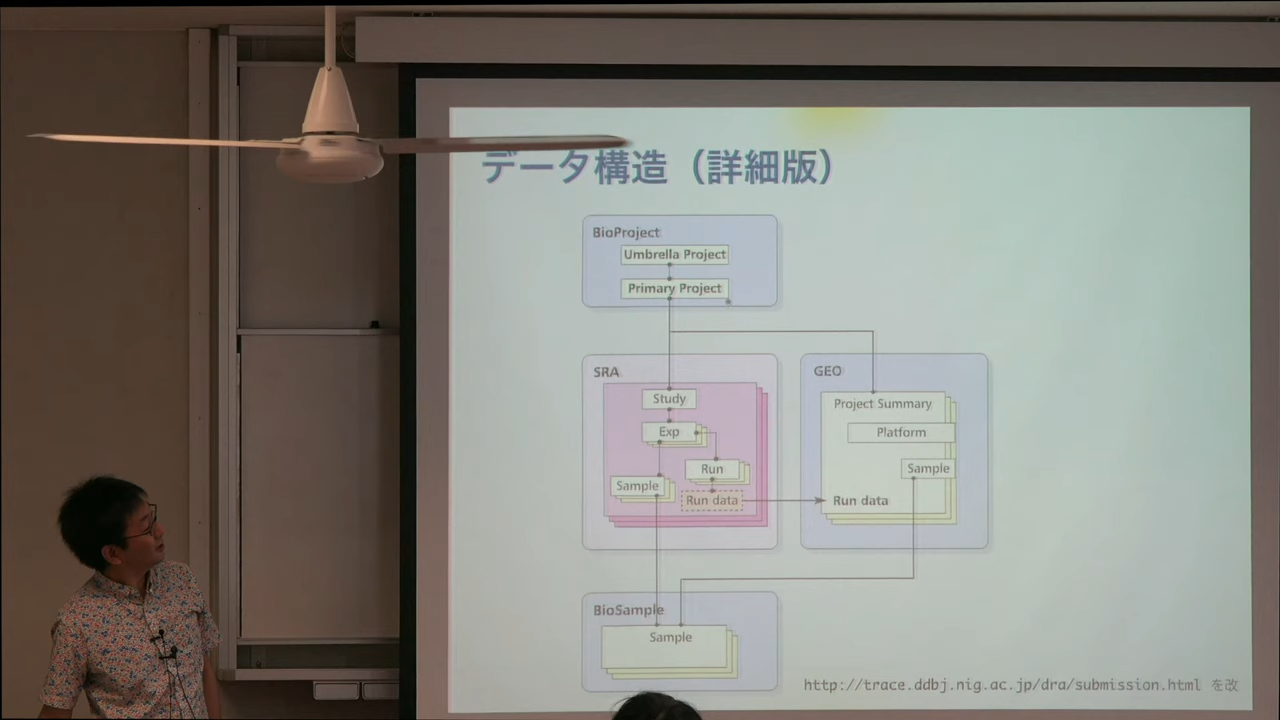 データ構造（詳細版）
BioProject
Umbrella Project
Primary Project
SRA
Study
Exp
Run
Sample
Run data
GEO
Project Summary
Platform
Sample
Run data
BioSample
Sample
http://trace.ddbj.nig.ac.jp/dra/submission.html を改